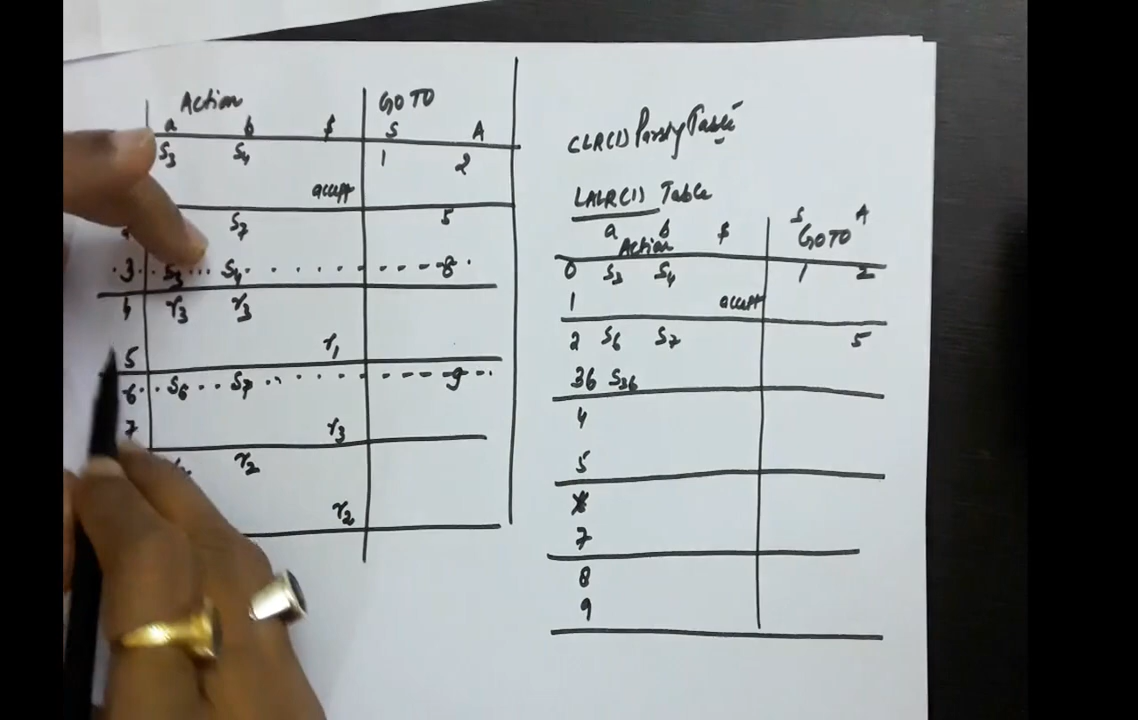 Action GOTO
a b $ S A
S3 S4 1 2
accept
S7 5
3 S3 S4 8
4 r3 r3
5 r1
6 S6 S7 9
7 r3
r2
r2
CLR(1) Parsing Table
LALR(1) Table
a b $ S A
Action GOTO
0 S3 S4 1 2
1 accept
2 S6 S7 5
36 S36
4
5
7
8
9